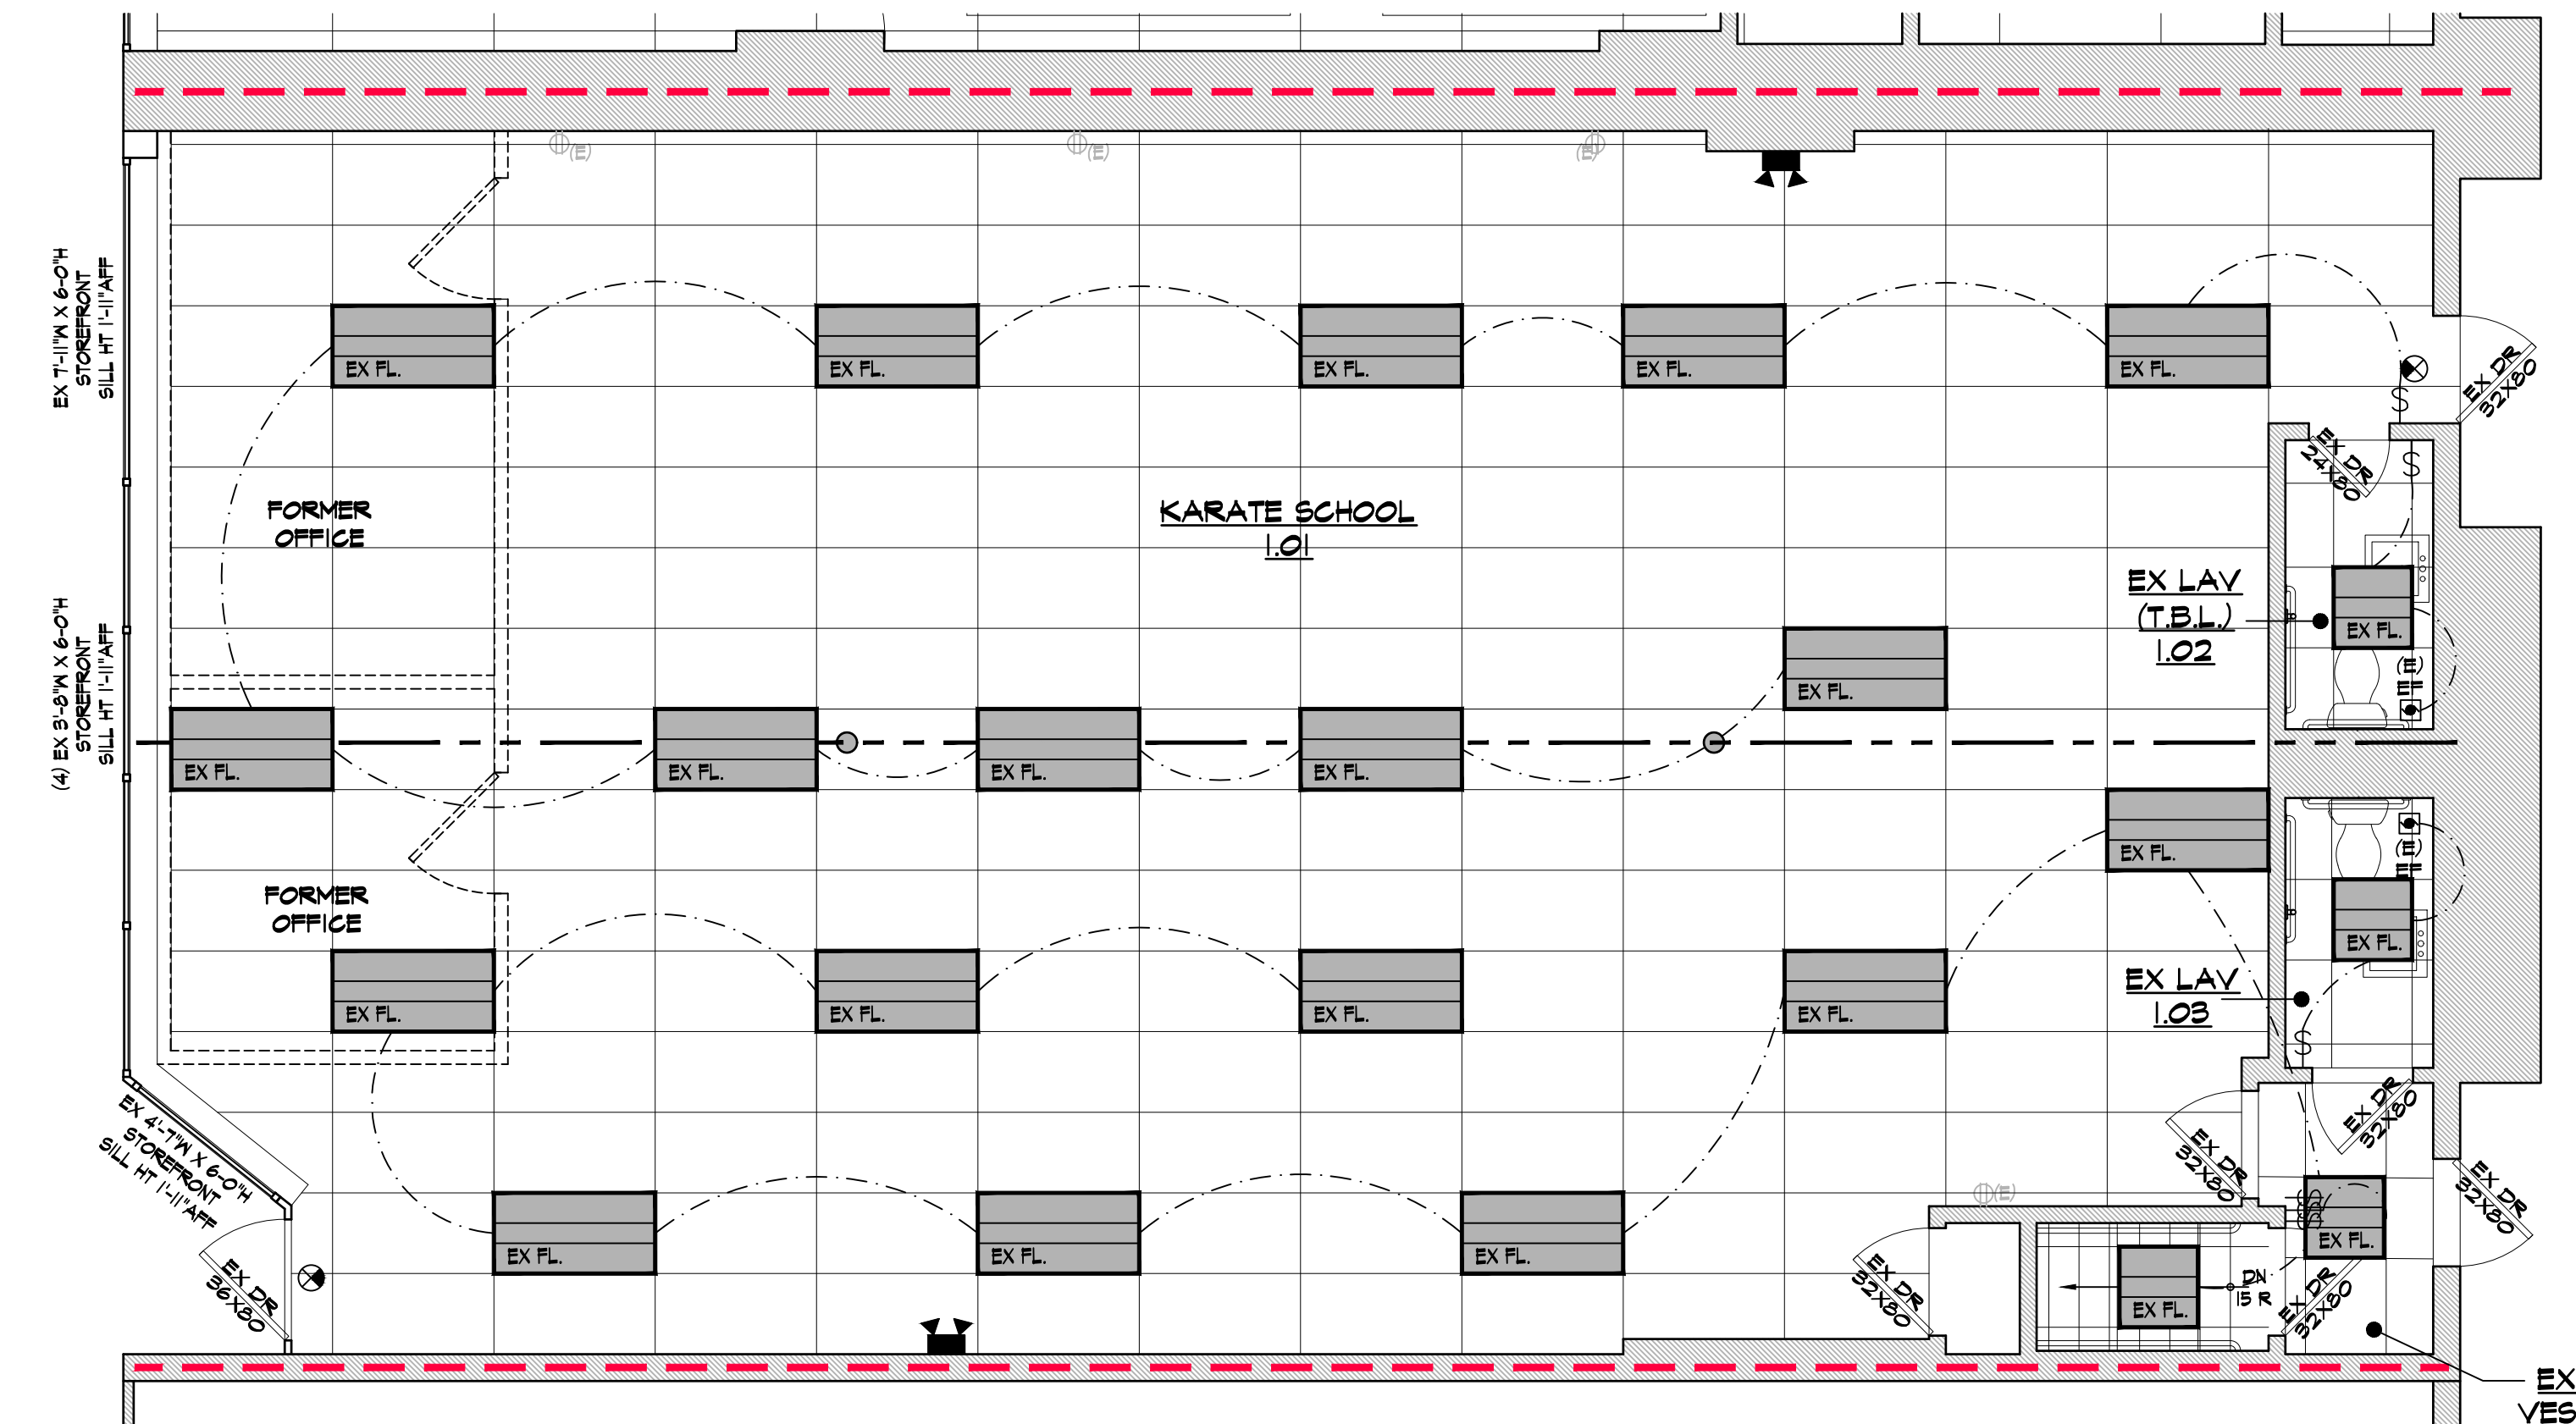 (E)
(E)
(E)
EX 7'-11"W X 6-0"H
STOREFRONT
SILL HT 1'-11"AFF
EX FL.
EX FL.
EX FL.
EX FL.
EX FL.
EX DR
32X80
S
EX DR
24X80
S
FORMER
OFFICE
KARATE SCHOOL
1.01
EX LAV
(T.B.L.)
1.02
EX FL.
(E)
EF
(4) EX 3'-8"W X 6-0"H
STOREFRONT
SILL HT 1'-11"AFF
EX FL.
EX FL.
EX FL.
EX FL.
EX FL.
EX FL.
(E)
EF
EX FL.
FORMER
OFFICE
EX FL.
EX FL.
EX FL.
EX FL.
EX LAV
1.03
S
EX 4'-7"W X 6-0"H
STOREFRONT
SILL HT 1'-11"AFF
EX DR
32X80
EX DR
32X80
EX DR
32X80
(E)
EX FL.
EX FL.
EX FL.
EX FL.
EX DR
36X80
EX DR
32X80
EX FL.
DN
15 R
EX DR
32X80
EX
VES